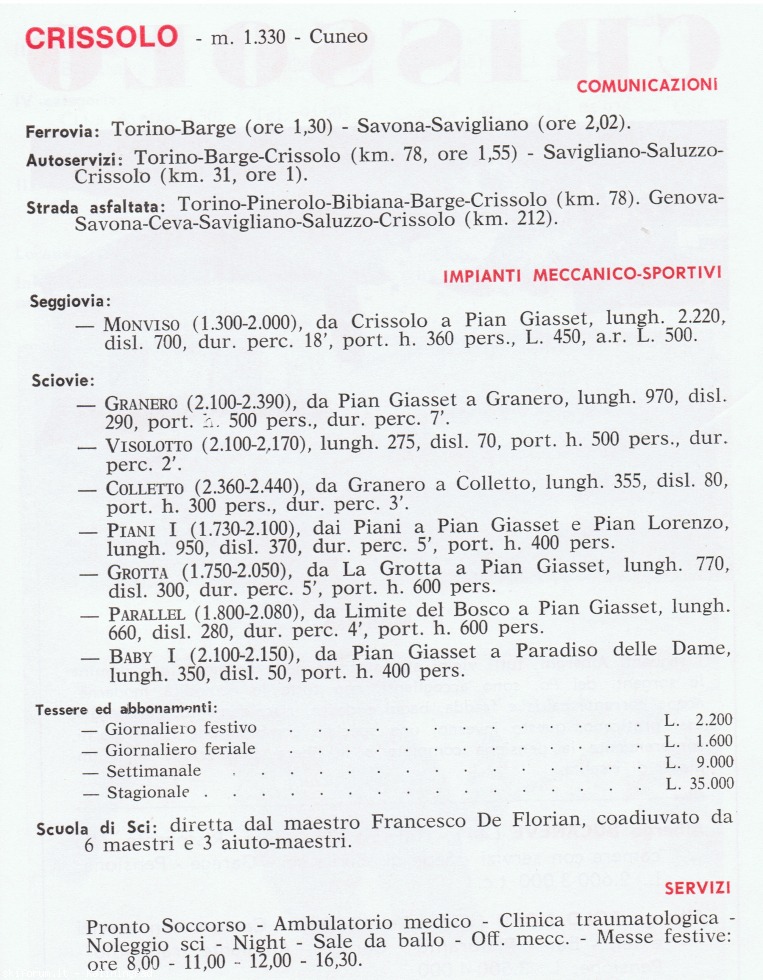 CRISSOLO - m. 1.330 - Cuneo
COMUNICAZIONI
Ferrovia: Torino-Barge (ore 1,30) - Savona-Savigliano (ore 2,02).
Autoservizi: Torino-Barge-Crissolo (km. 78, ore 1,55) - Savigliano-Saluzzo-
Crissolo (km. 31, ore 1).
Strada asfaltata: Torino-Pinerolo-Bibiana-Barge-Crissolo (km. 78). Genova-
Savona-Ceva-Savigliano-Saluzzo-Crissolo (km. 212).
IMPIANTI MECCANICO-SPORTIVI
Seggiovia:
— MONVISO (1.300-2.000), da Crissolo a Pian Giasset, lungh. 2.220,
disl. 700, dur. perc. 18', port. h. 360 pers., L. 450, a.r. L. 500.
Sciovie:
— GRANERO (2.100-2.390), da Pian Giasset a Granero, lungh. 970, disl.
290, port. h. 500 pers., dur. perc. 7'.
— VISOLOTTO (2.100-2,170), lungh. 275, disl. 70, port. h. 500 pers., dur.
perc. 2'.
— COLLETTO (2.360-2.440), da Granero a Colletto, lungh. 355, disl. 80,
port. h. 300 pers., dur. perc. 3'.
— PIANI I (1.730-2.100), dai Piani a Pian Giasset e Pian Lorenzo,
lungh. 950, disl. 370, dur. perc. 5', port. h. 400 pers.
— GROTTA (1.750-2.050), da La Grotta a Pian Giasset, lungh. 770,
disl. 300, dur. perc. 5', port. h. 600 pers.
— PARALLEL (1.800-2.080), da Limite del Bosco a Pian Giasset, lungh.
660, disl. 280, dur. perc. 4', port. h. 600 pers.
— BABY I (2.100-2.150), da Pian Giasset a Paradiso delle Dame,
lungh. 350, disl. 50, port. h. 400 pers.
Tessere ed abbonamenti:
— Giornaliero festivo . . . . . . . . . . . . . . L. 2.200
— Giornaliero feriale . . . . . . . . . . . . . . L. 1.600
— Settimanale . . . . . . . . . . . . . . . L. 9.000
— Stagionale . . . . . . . . . . . . . . . . L. 35.000
Scuola di Sci: diretta dal maestro Francesco De Florian, coadiuvato da
6 maestri e 3 aiuto-maestri.
SERVIZI
Pronto Soccorso - Ambulatorio medico - Clinica traumatologica -
Noleggio sci - Night - Sale da ballo - Off. mecc. - Messe festive:
ore 8,00 - 11,00 - 12,00 - 16,30.